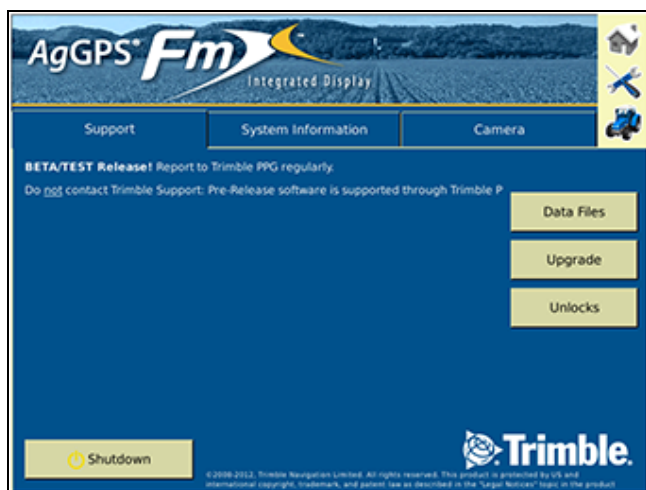 AgGPS Fmx
Integrated Display
Support
System Information
Camera
BETA/TEST Release! Report to Trimble PPG regularly.
Do not contact Trimble Support: Pre-Release software is supported through Trimble P
Data Files
Upgrade
Unlocks
Shutdown
Trimble.
©2008-2012, Trimble Navigation Limited. All rights reserved. This product is protected by US and
international copyright, trademark, and patent law as described in the "Legal Notices" topic in the product